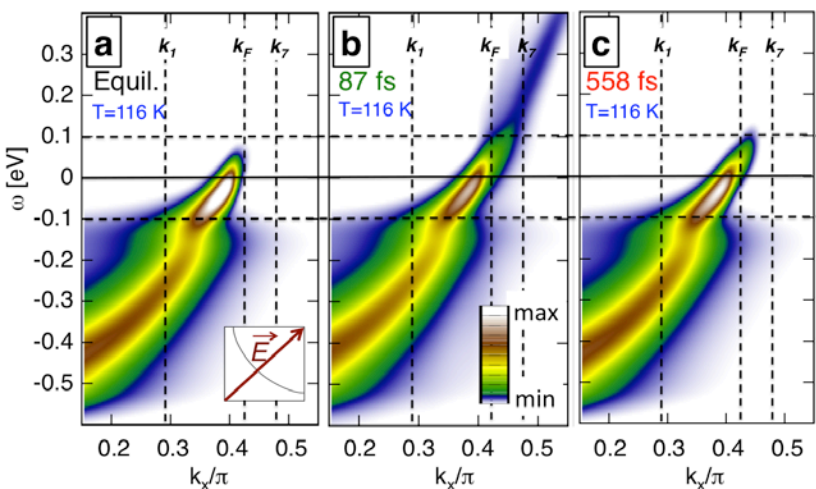 a
b
c
k1
kF
k7
k1
kF
k7
k1
kF
k7
Equil.
87 fs
558 fs
T=116 K
T=116 K
T=116 K
ω [eV]
0.4
0.3
0.2
0.1
0
-0.1
-0.2
-0.3
-0.4
-0.5
E
max
min
0.2
0.3
0.4
0.5
0.2
0.3
0.4
0.5
0.2
0.3
0.4
0.5
kx/π
kx/π
kx/π